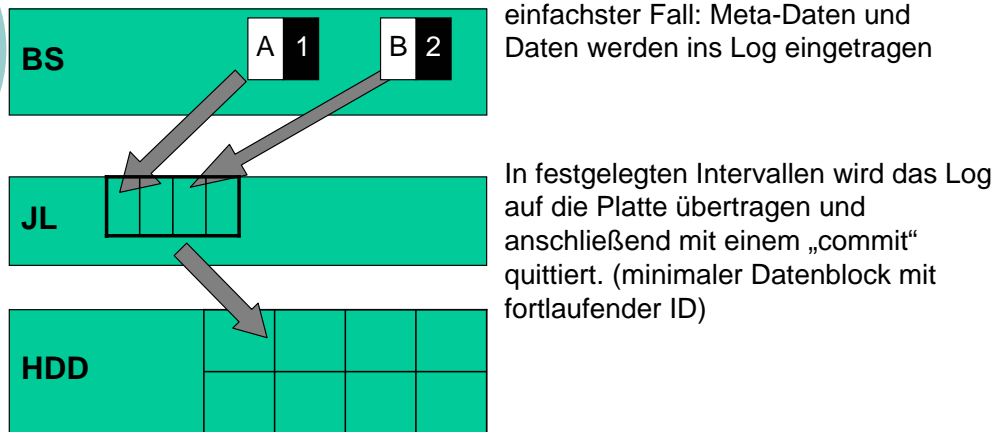 einfachster Fall: Meta-Daten und
Daten werden ins Log eingetragen
BS
A 1
B 2
In festgelegten Intervallen wird das Log
auf die Platte übertragen und
anschließend mit einem „commit“
quittiert. (minimaler Datenblock mit
fortlaufender ID)
JL
HDD